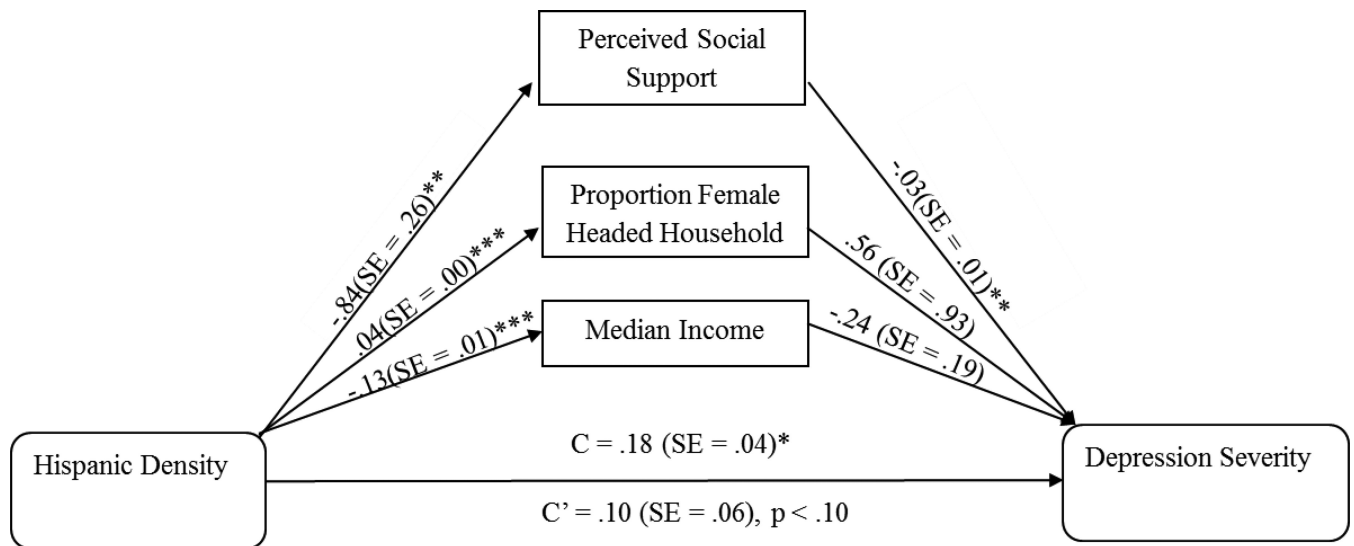 Perceived Social
Support
-.84(SE = .26)**
-.03(SE = .01)**
Proportion Female
Headed Household
.04(SE = .00)***
.56 (SE = .93)
Median Income
-.13(SE = .01)***
-.24 (SE = .19)
Hispanic Density
C = .18 (SE = .04)*
Depression Severity
C’ = .10 (SE = .06), p < .10